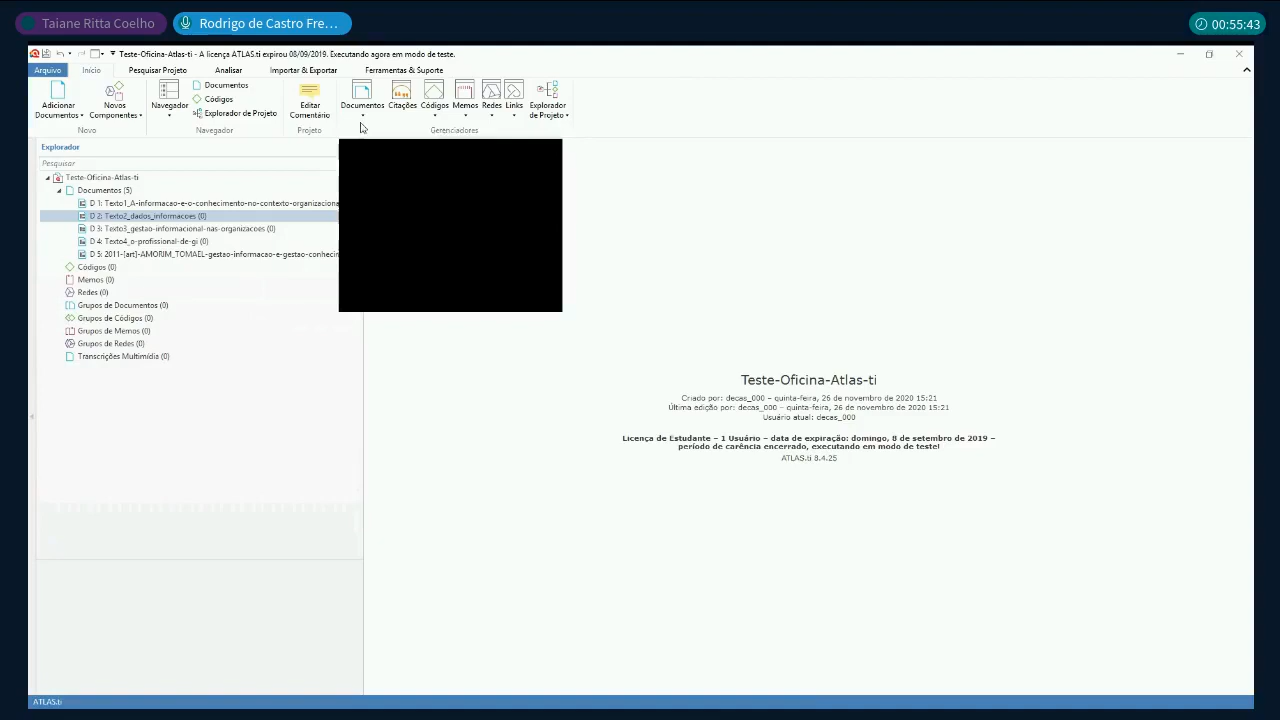 Taiane Ritta Coelho
Rodrigo de Castro Fre...
00:55:43
Teste-Oficina-Atlas-ti - A licença ATLAS.ti expirou 08/09/2019. Executando agora em modo de teste.
Arquivo Início Pesquisar Projeto Analisar Importar & Exportar Ferramentas & Suporte
Adicionar Documentos
Novos Componentes
Novo
Navegador
Documentos
Códigos
Explorador de Projeto
Navegador
Editar Comentário
Projeto
Documentos Citações Códigos Memos Redes Links Explorador de Projeto
Gerenciadores
Explorador
Pesquisar
Teste-Oficina-Atlas-ti
Documentos (5)
D 1: Texto1_A-informacao-e-o-conhecimento-no-contexto-organizaciona
D 2: Texto2_dados_informacoes (0)
D 3: Texto3_gestao-informacional-nas-organizacoes (0)
D 4: Texto4_o-profissional-de-gi (0)
D 5: 2011-[art]-AMORIM_TOMAEL-gestao-informacao-e-gestao-conhecin
Códigos (0)
Memos (0)
Redes (0)
Grupos de Documentos (0)
Grupos de Códigos (0)
Grupos de Memos (0)
Grupos de Redes (0)
Transcrições Multimídia (0)
Teste-Oficina-Atlas-ti
Criado por: decas_000 – quinta-feira, 26 de novembro de 2020 15:21
Última edição por: decas_000 – quinta-feira, 26 de novembro de 2020 15:21
Usuário atual: decas_000
Licença de Estudante – 1 Usuário – data de expiração: domingo, 8 de setembro de 2019 –
período de carência encerrado, executando em modo de teste!
ATLAS.ti 8.4.25
ATLAS.ti